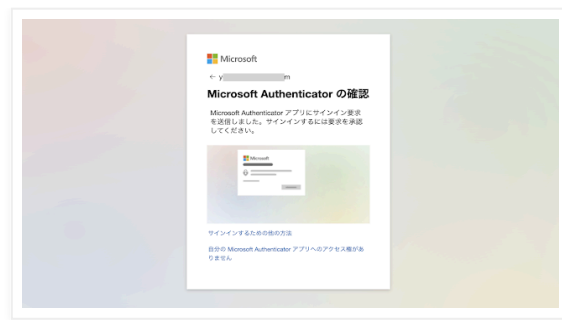 Microsoft
← y m
Microsoft Authenticator の確認
Microsoft Authenticator アプリにサインイン要求
を送信しました。サインインするには要求を承認
してください。
Microsoft
サインインするための他の方法
自分の Microsoft Authenticator アプリへのアクセス権があ
りません